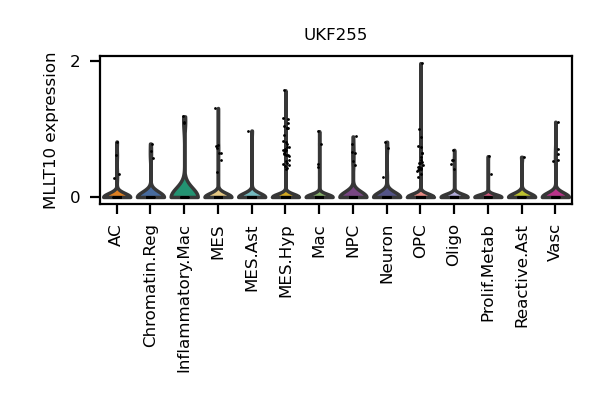 UKF255
MLLT10 expression
2
0
AC
Chromatin.Reg
Inflammatory.Mac
MES
MES.Ast
MES.Hyp
Mac
NPC
Neuron
OPC
Oligo
Prolif.Metab
Reactive.Ast
Vasc